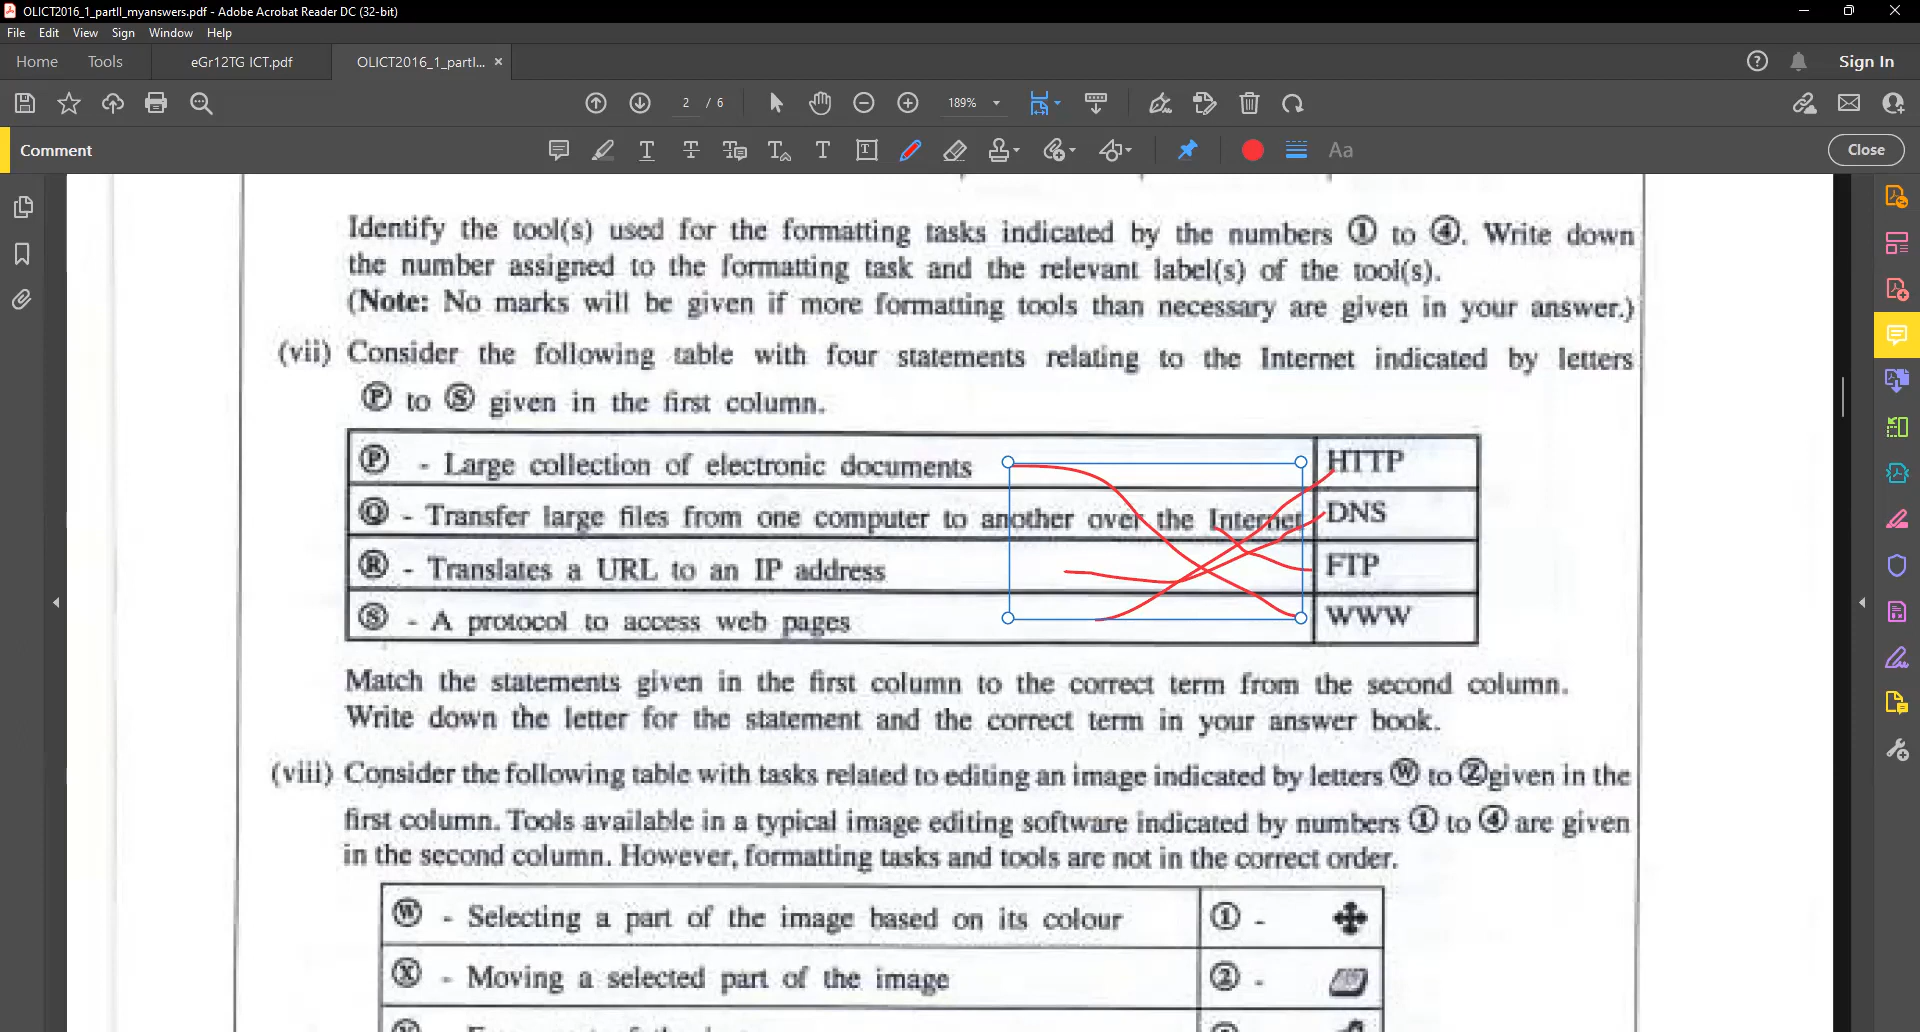 OLICT2016_1_partII_myanswers.pdf - Adobe Acrobat Reader DC (32-bit)
File Edit View Sign Window Help
Home Tools eGr12TG ICT.pdf OLICT2016_1_partI... × Sign In
2 / 6 189%
Comment Aa Close
Identify the tool(s) used for the formatting tasks indicated by the numbers ① to ④. Write down
the number assigned to the formatting task and the relevant label(s) of the tool(s).
(Note: No marks will be given if more formatting tools than necessary are given in your answer.)
(vii) Consider the following table with four statements relating to the Internet indicated by letters
Ⓟ to Ⓢ given in the first column.
Ⓟ - Large collection of electronic documents HTTP
Ⓠ - Transfer large files from one computer to another over the Internet DNS
Ⓡ - Translates a URL to an IP address FTP
Ⓢ - A protocol to access web pages WWW
Match the statements given in the first column to the correct term from the second column.
Write down the letter for the statement and the correct term in your answer book.
(viii) Consider the following table with tasks related to editing an image indicated by letters Ⓦ to Ⓩ given in the
first column. Tools available in a typical image editing software indicated by numbers ① to ④ are given
in the second column. However, formatting tasks and tools are not in the correct order.
Ⓦ - Selecting a part of the image based on its colour ① -
Ⓧ - Moving a selected part of the image ② -